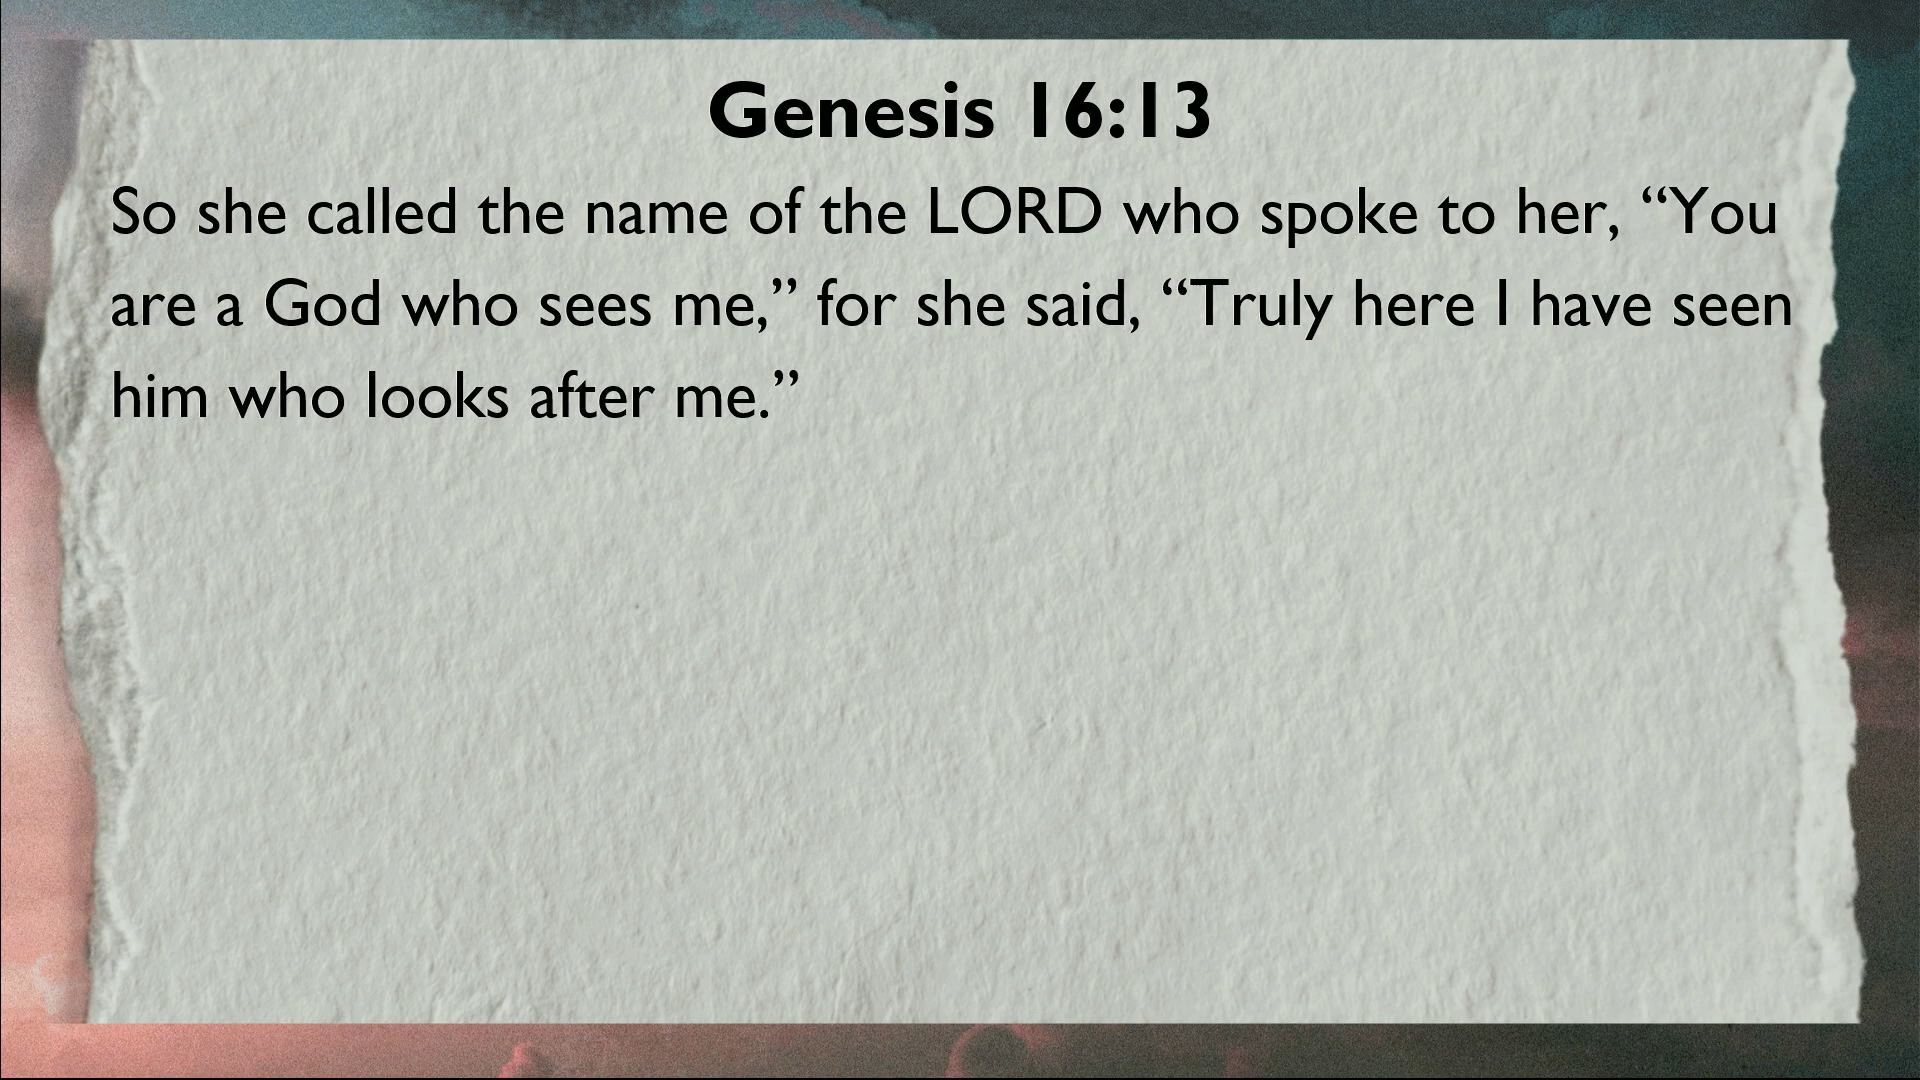 Genesis 16:13
So she called the name of the LORD who spoke to her, “You
are a God who sees me,” for she said, “Truly here I have seen
him who looks after me.”